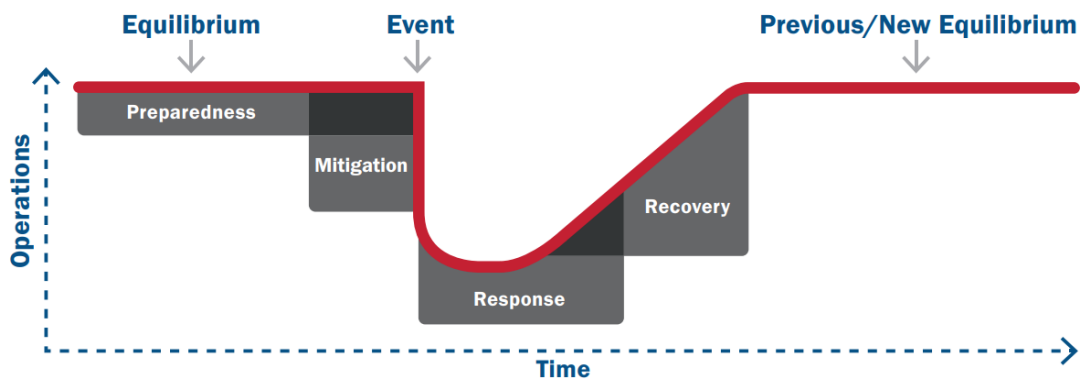 Equilibrium
Event
Previous/New Equilibrium
Preparedness
Mitigation
Recovery
Response
Operations
Time